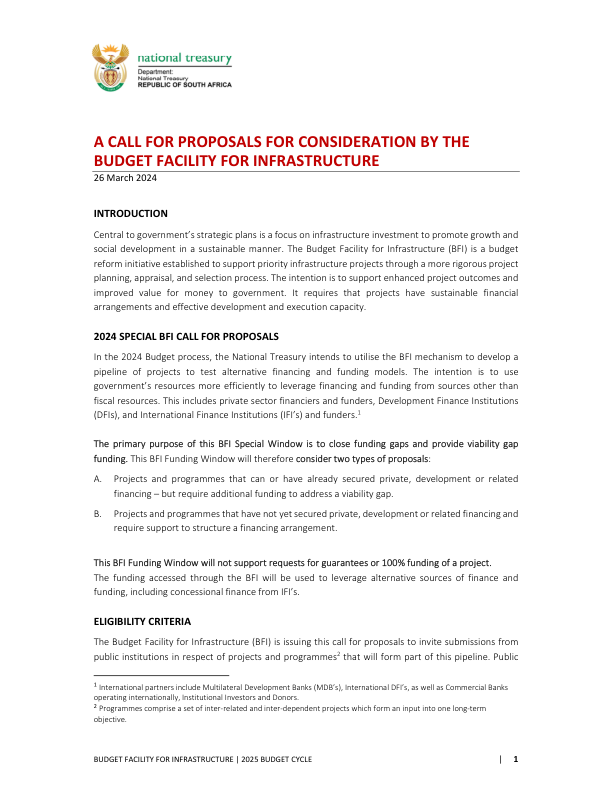 national treasury
Department:
National Treasury
REPUBLIC OF SOUTH AFRICA
A CALL FOR PROPOSALS FOR CONSIDERATION BY THE
BUDGET FACILITY FOR INFRASTRUCTURE
26 March 2024
INTRODUCTION
Central to government's strategic plans is a focus on infrastructure investment to promote growth and
social development in a sustainable manner. The Budget Facility for Infrastructure (BFI) is a budget
reform initiative established to support priority infrastructure projects through a more rigorous project
planning, appraisal, and selection process. The intention is to support enhanced project outcomes and
improved value for money to government. It requires that projects have sustainable financial
arrangements and effective development and execution capacity.
2024 SPECIAL BFI CALL FOR PROPOSALS
In the 2024 Budget process, the National Treasury intends to utilise the BFI mechanism to develop a
pipeline of projects to test alternative financing and funding models. The intention is to use
government's resources more efficiently to leverage financing and funding from sources other than
fiscal resources. This includes private sector financiers and funders, Development Finance Institutions
(DFIs), and International Finance Institutions (IFI's) and funders.1
The primary purpose of this BFI Special Window is to close funding gaps and provide viability gap
funding. This BFI Funding Window will therefore consider two types of proposals:
A. Projects and programmes that can or have already secured private, development or related
financing – but require additional funding to address a viability gap.
B. Projects and programmes that have not yet secured private, development or related financing and
require support to structure a financing arrangement.
This BFI Funding Window will not support requests for guarantees or 100% funding of a project.
The funding accessed through the BFI will be used to leverage alternative sources of finance and
funding, including concessional finance from IFI's.
ELIGIBILITY CRITERIA
The Budget Facility for Infrastructure (BFI) is issuing this call for proposals to invite submissions from
public institutions in respect of projects and programmes2 that will form part of this pipeline. Public
1 International partners include Multilateral Development Banks (MDB's), International DFI's, as well as Commercial Banks
operating internationally, Institutional Investors and Donors.
2 Programmes comprise a set of inter-related and inter-dependent projects which form an input into one long-term
objective.
BUDGET FACILITY FOR INFRASTRUCTURE | 2025 BUDGET CYCLE | 1